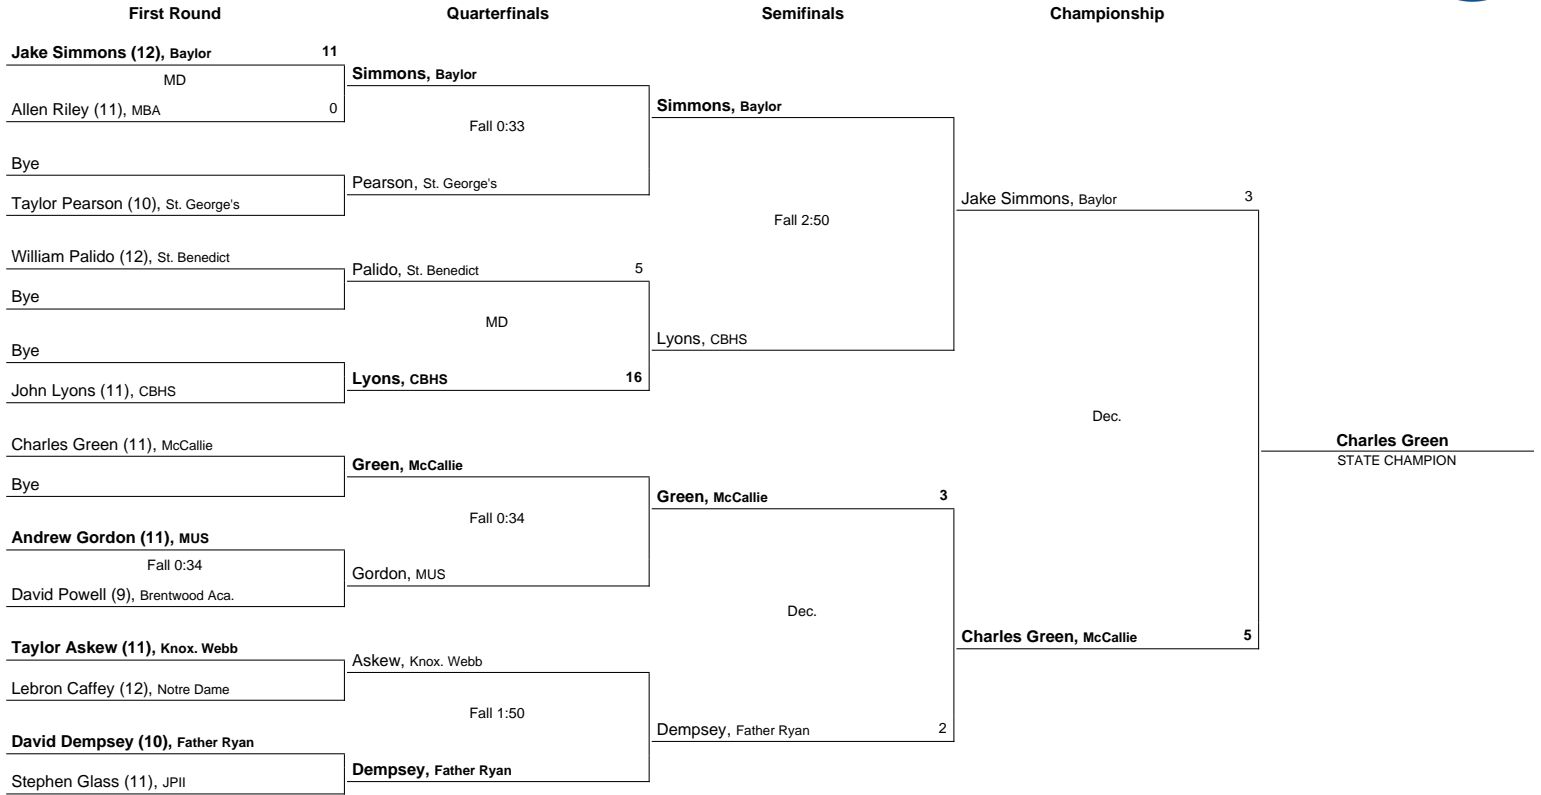 First Round Quarterfinals Semifinals Championship
Jake Simmons (12), Baylor 11
MD
Allen Riley (11), MBA 0
Bye
Taylor Pearson (10), St. George's
William Palido (12), St. Benedict
Bye
Bye
John Lyons (11), CBHS
Charles Green (11), McCallie
Bye
Andrew Gordon (11), MUS
Fall 0:34
David Powell (9), Brentwood Aca.
Taylor Askew (11), Knox. Webb
Lebron Caffey (12), Notre Dame
David Dempsey (10), Father Ryan
Stephen Glass (11), JPII
Simmons, Baylor
Fall 0:33
Pearson, St. George's
Palido, St. Benedict 5
MD
Lyons, CBHS 16
Green, McCallie
Fall 0:34
Gordon, MUS
Askew, Knox. Webb
Fall 1:50
Dempsey, Father Ryan
Simmons, Baylor
Fall 2:50
Lyons, CBHS
Green, McCallie 3
Dec.
Dempsey, Father Ryan 2
Jake Simmons, Baylor 3
Dec.
Charles Green, McCallie 5
Charles Green
STATE CHAMPION